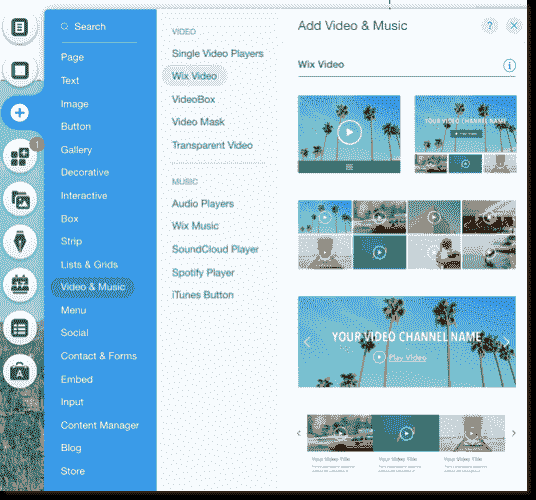 Search
Page
Text
Image
Button
Gallery
Decorative
Interactive
Box
Strip
Lists & Grids
Video & Music
Menu
Social
Contact & Forms
Embed
Input
Content Manager
Blog
Store
1
VIDEO
Single Video Players
Wix Video
VideoBox
Video Mask
Transparent Video
MUSIC
Audio Players
Wix Music
SoundCloud Player
Spotify Player
iTunes Button
Add Video & Music
?
Wix Video
YOUR VIDEO CHANNEL NAME
YOUR VIDEO CHANNEL NAME
Play Video
Your Video Title
Your Video Title
Your Video Title